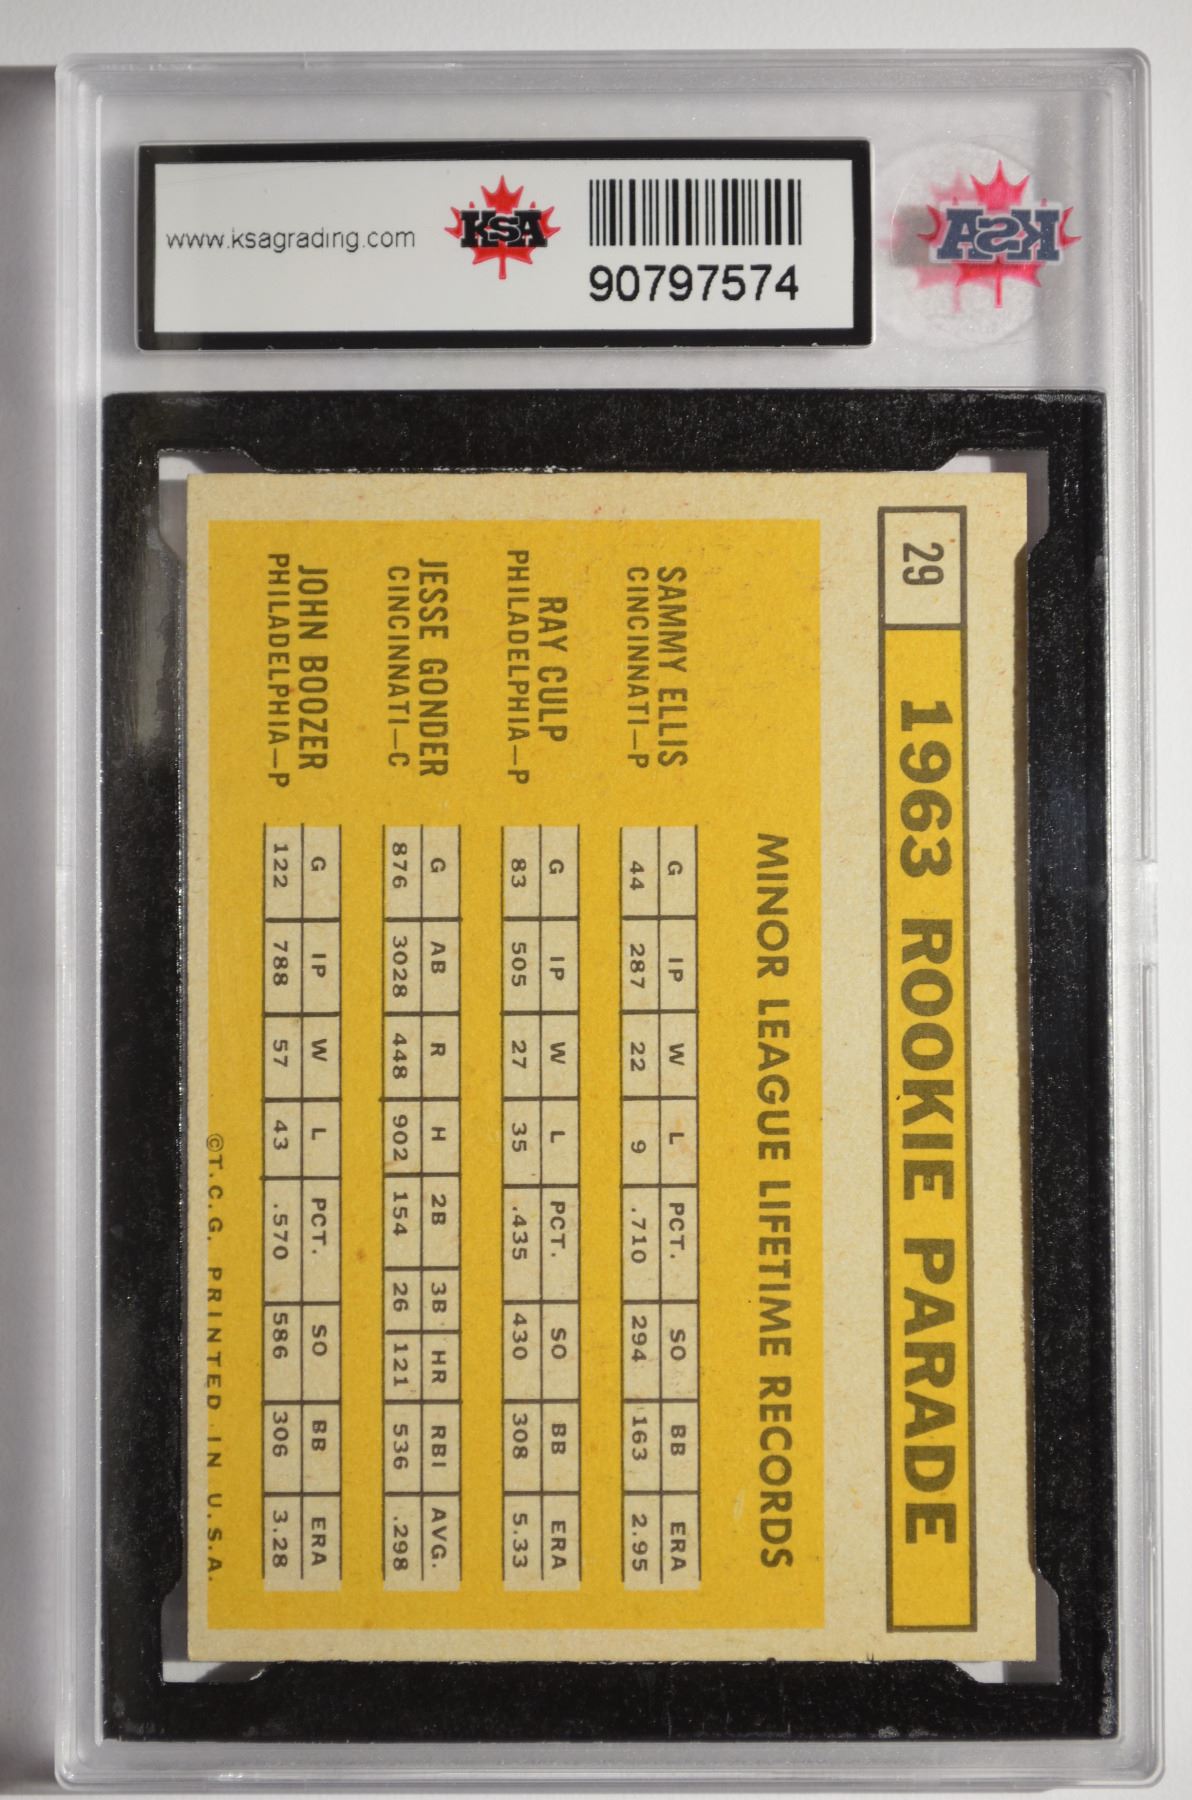 www.ksagrading.com
KSA
90797574
KSA
29
1963 ROOKIE PARADE
MINOR LEAGUE LIFETIME RECORDS
SAMMY ELLIS
CINCINNATI—P
G IP W L PCT. SO BB ERA
44 287 22 9 .710 294 163 2.95
RAY CULP
PHILADELPHIA—P
G IP W L PCT. SO BB ERA
83 505 27 35 .435 430 308 5.33
JESSE GONDER
CINCINNATI—C
G AB R H 2B 3B HR RBI AVG.
876 3028 448 902 154 26 121 536 .298
JOHN BOOZER
PHILADELPHIA—P
G IP W L PCT. SO BB ERA
122 788 57 43 .570 586 306 3.28
©T.C.G. PRINTED IN U.S.A.